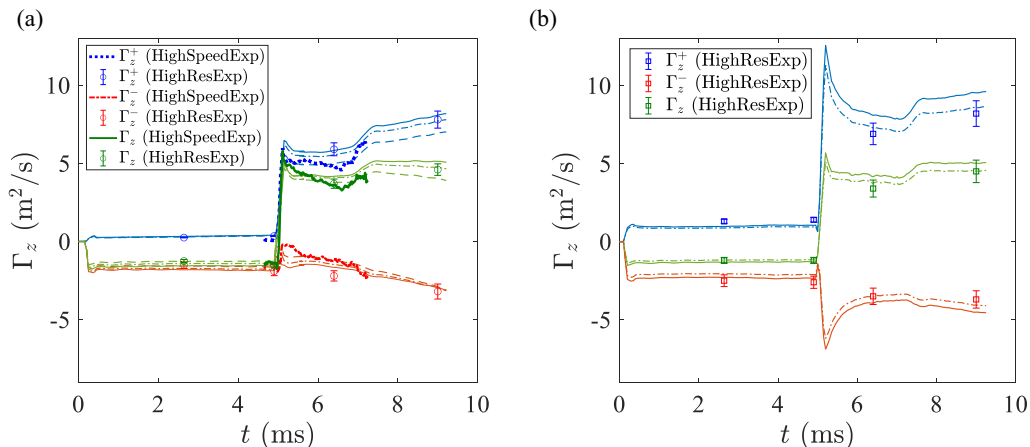 (a)
Γz+ (HighSpeedExp)
Γz+ (HighResExp)
Γz− (HighSpeedExp)
Γz− (HighResExp)
Γz (HighSpeedExp)
Γz (HighResExp)
10
5
0
-5
Γz (m²/s)
0 2 4 6 8 10
t (ms)
(b)
Γz+ (HighResExp)
Γz− (HighResExp)
Γz (HighResExp)
10
5
0
-5
Γz (m²/s)
0 2 4 6 8 10
t (ms)